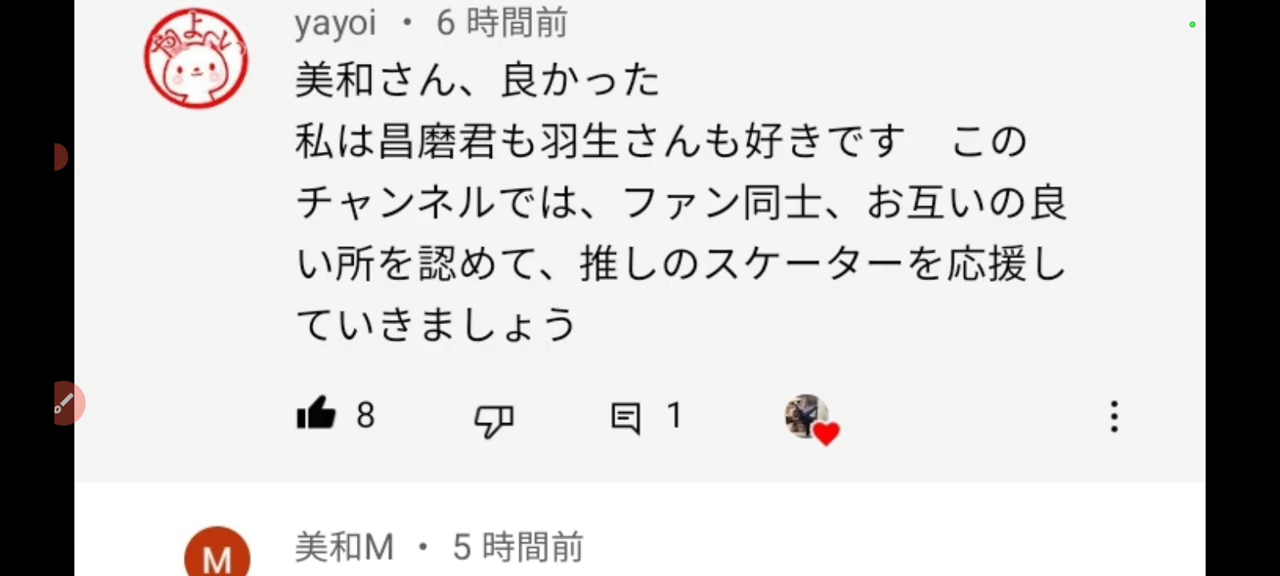 yayoi ・ 6 時間前
美和さん、良かった
私は昌磨君も羽生さんも好きです　この
チャンネルでは、ファン同士、お互いの良
い所を認めて、推しのスケーターを応援し
ていきましょう
8 1
M 美和M ・ 5 時間前